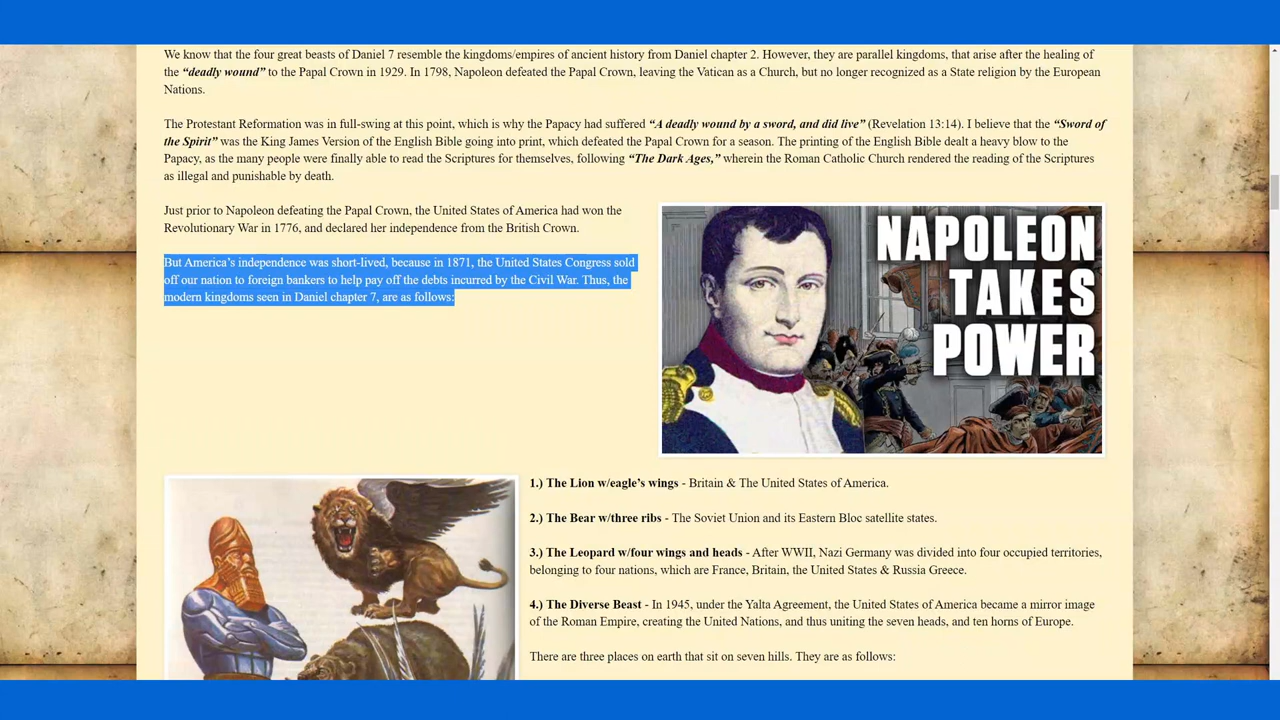 We know that the four great beasts of Daniel 7 resemble the kingdoms/empires of ancient history from Daniel chapter 2. However, they are parallel kingdoms, that arise after the healing of
the “deadly wound” to the Papal Crown in 1929. In 1798, Napoleon defeated the Papal Crown, leaving the Vatican as a Church, but no longer recognized as a State religion by the European
Nations.
The Protestant Reformation was in full-swing at this point, which is why the Papacy had suffered “A deadly wound by a sword, and did live” (Revelation 13:14). I believe that the “Sword of
the Spirit” was the King James Version of the English Bible going into print, which defeated the Papal Crown for a season. The printing of the English Bible dealt a heavy blow to the
Papacy, as the many people were finally able to read the Scriptures for themselves, following “The Dark Ages,” wherein the Roman Catholic Church rendered the reading of the Scriptures
as illegal and punishable by death.
Just prior to Napoleon defeating the Papal Crown, the United States of America had won the
Revolutionary War in 1776, and declared her independence from the British Crown.
But America’s independence was short-lived, because in 1871, the United States Congress sold
off our nation to foreign bankers to help pay off the debts incurred by the Civil War. Thus, the
modern kingdoms seen in Daniel chapter 7, are as follows:
NAPOLEON
TAKES
POWER
1.) The Lion w/eagle’s wings - Britain & The United States of America.
2.) The Bear w/three ribs - The Soviet Union and its Eastern Bloc satellite states.
3.) The Leopard w/four wings and heads - After WWII, Nazi Germany was divided into four occupied territories,
belonging to four nations, which are France, Britain, the United States & Russia Greece.
4.) The Diverse Beast - In 1945, under the Yalta Agreement, the United States of America became a mirror image
of the Roman Empire, creating the United Nations, and thus uniting the seven heads, and ten horns of Europe.
There are three places on earth that sit on seven hills. They are as follows: